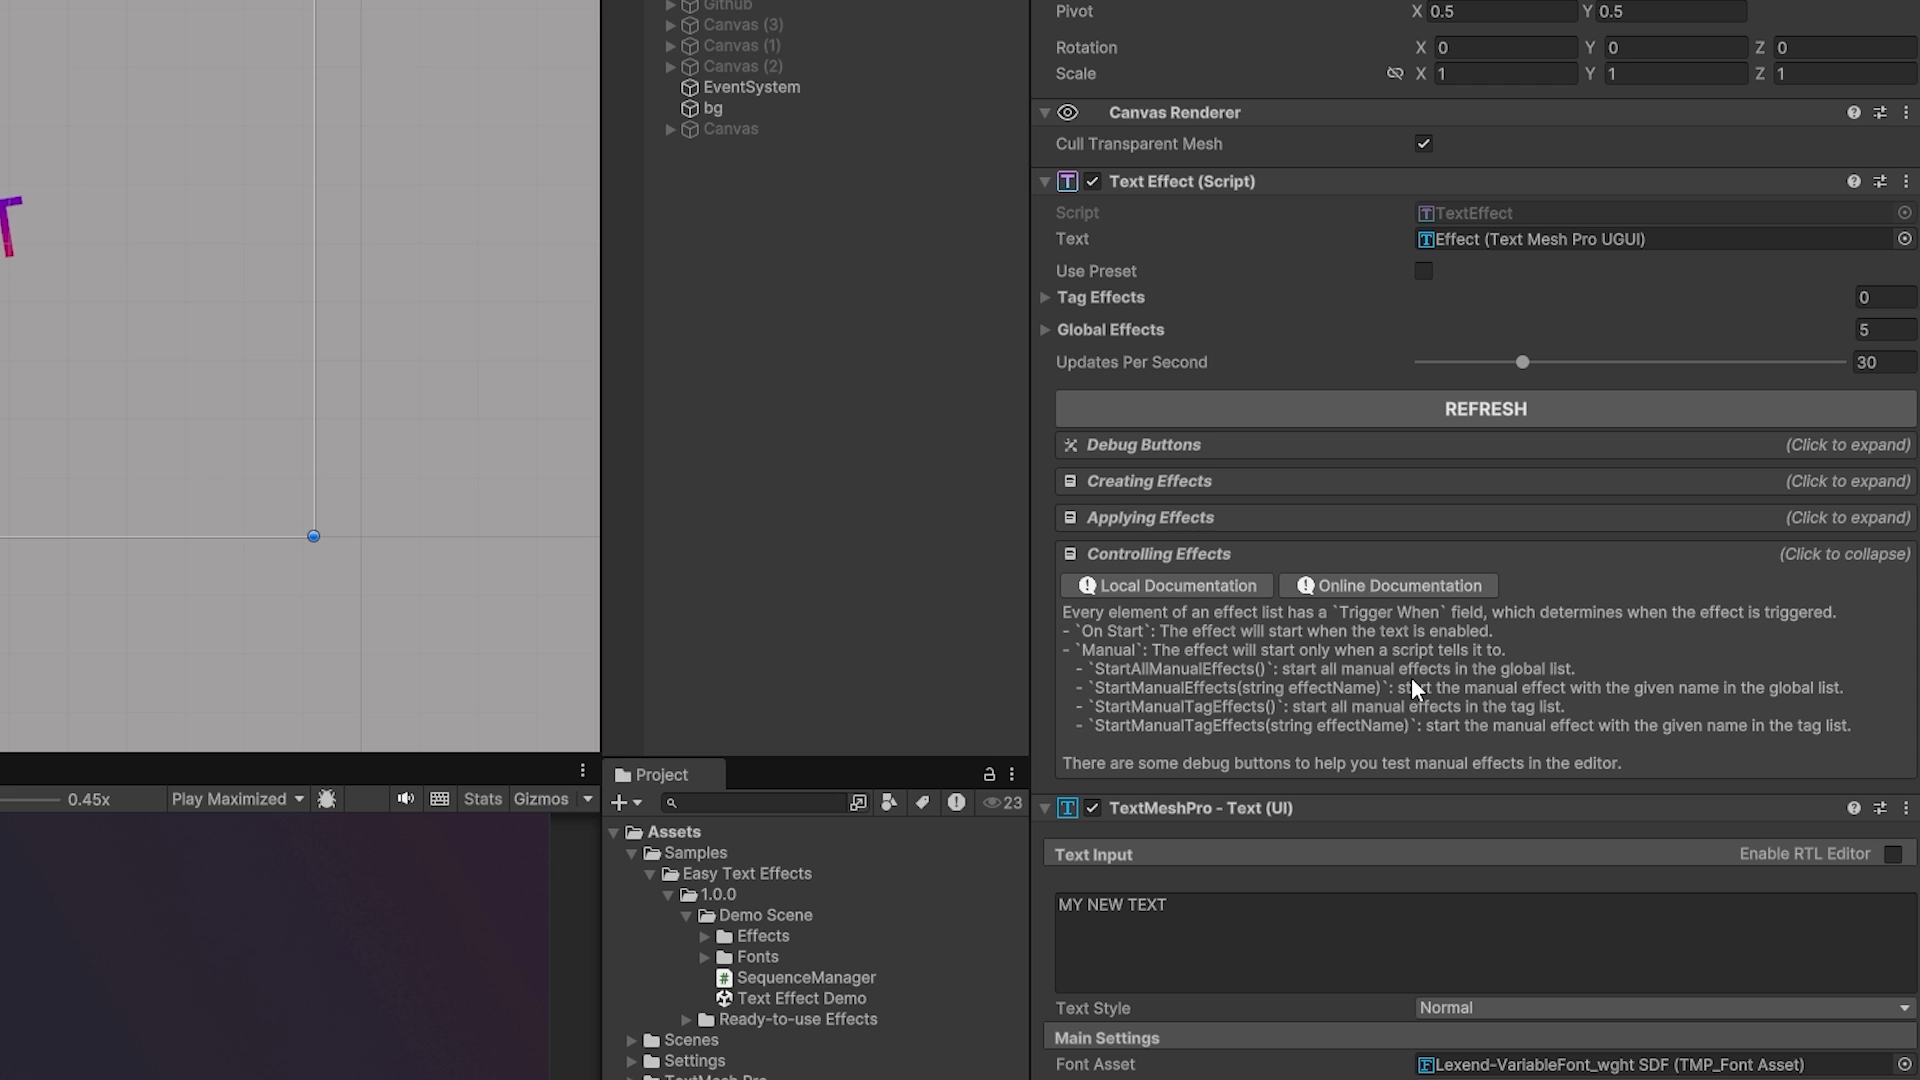 T
0.45x
Play Maximized
Stats
Gizmos
Github
Canvas (3)
Canvas (1)
Canvas (2)
EventSystem
bg
Canvas
Project
23
Assets
Samples
Easy Text Effects
1.0.0
Demo Scene
Effects
Fonts
SequenceManager
Text Effect Demo
Ready-to-use Effects
Scenes
Settings
TextMesh Pro
Pivot X 0.5 Y 0.5
Rotation X 0 Y 0 Z 0
Scale X 1 Y 1 Z 1
Canvas Renderer
Cull Transparent Mesh
Text Effect (Script)
Script TextEffect
Text Effect (Text Mesh Pro UGUI)
Use Preset
Tag Effects 0
Global Effects 5
Updates Per Second 30
REFRESH
Debug Buttons (Click to expand)
Creating Effects (Click to expand)
Applying Effects (Click to expand)
Controlling Effects (Click to collapse)
Local Documentation Online Documentation
Every element of an effect list has a `Trigger When` field, which determines when the effect is triggered.
- `On Start`: The effect will start when the text is enabled.
- `Manual`: The effect will start only when a script tells it to.
- `StartAllManualEffects()`: start all manual effects in the global list.
- `StartManualEffects(string effectName)`: start the manual effect with the given name in the global list.
- `StartManualTagEffects()`: start all manual effects in the tag list.
- `StartManualTagEffects(string effectName)`: start the manual effect with the given name in the tag list.
There are some debug buttons to help you test manual effects in the editor.
TextMeshPro - Text (UI)
Text Input Enable RTL Editor
MY NEW TEXT
Text Style Normal
Main Settings
Font Asset Lexend-VariableFont_wght SDF (TMP_Font Asset)